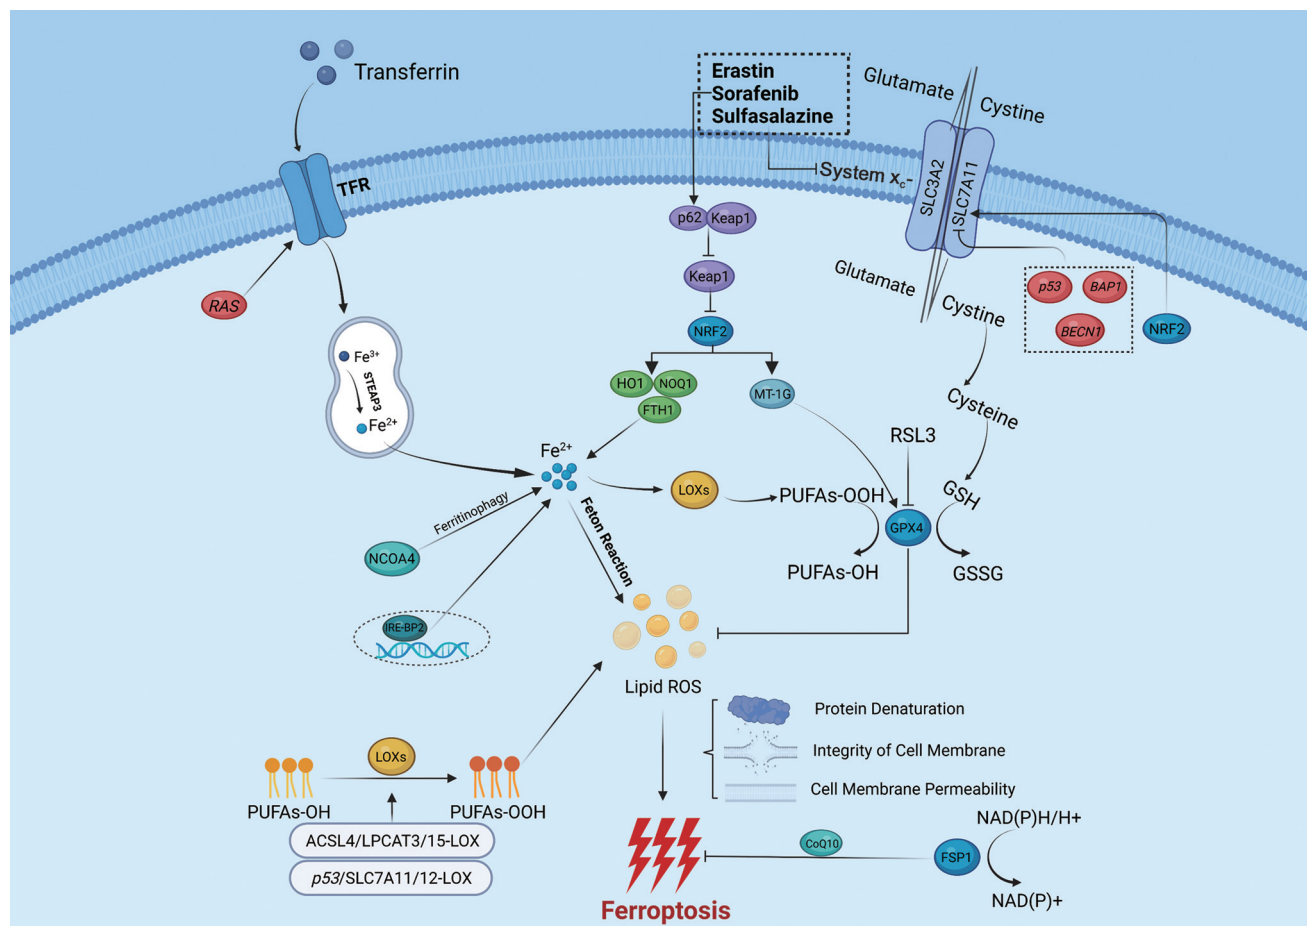 Transferrin
TFR
RAS
Fe3+
STEAP3
Fe2+
Erastin
Sorafenib
Sulfasalazine
System xc-
Glutamate
Cystine
SLC3A2
SLC7A11
Glutamate
Cystine
p53
BAP1
BECN1
NRF2
p62
Keap1
Keap1
NRF2
HO1
NOQ1
FTH1
MT-1G
Cysteine
RSL3
GSH
Fe2+
LOXs
PUFAs-OOH
GPX4
PUFAs-OH
GSSG
Ferritinophagy
NCOA4
Feton Reaction
IRE-BP2
Lipid ROS
Protein Denaturation
Integrity of Cell Membrane
Cell Membrane Permeability
LOXs
PUFAs-OH
PUFAs-OOH
ACSL4/LPCAT3/15-LOX
p53/SLC7A11/12-LOX
NAD(P)H/H+
CoQ10
FSP1
NAD(P)+
Ferroptosis